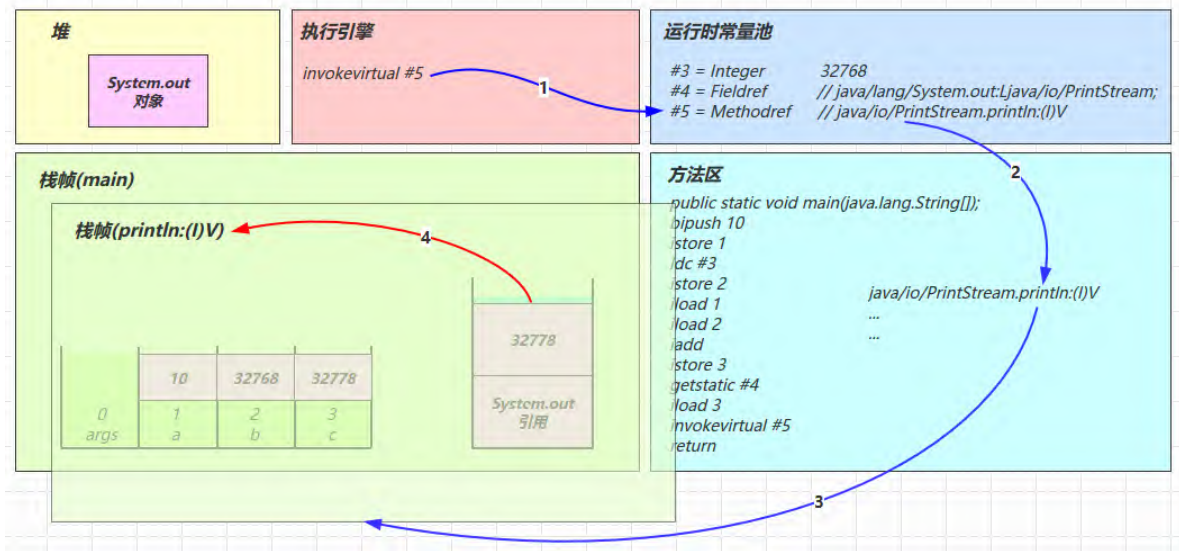 堆
System.out
对象
执行引擎
invokevirtual #5
1
运行时常量池
#3 = Integer 32768
#4 = Fieldref // java/lang/System.out:Ljava/io/PrintStream;
#5 = Methodref // java/io/PrintStream.println:(I)V
2
栈帧(main)
栈帧(println:(I)V)
4
32778
System.out
引用
10 32768 32778
0 1 2 3
args a b c
方法区
public static void main(java.lang.String[]);
bipush 10
istore 1
ldc #3
istore 2
iload 1
iload 2
iadd
istore 3
getstatic #4
iload 3
invokevirtual #5
return
java/io/PrintStream.println:(I)V
...
...
3